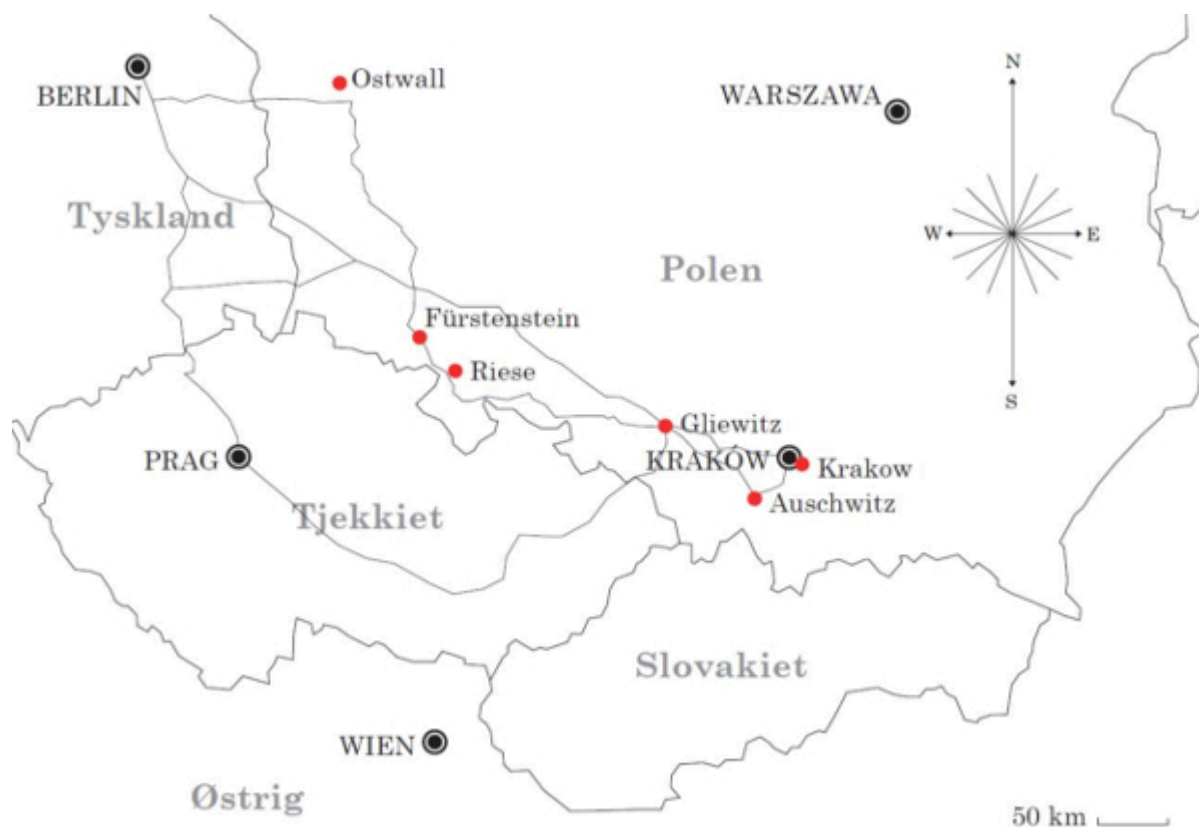 N
Ostwall
BERLIN
WARSZAWA
Tyskland
W
E
Polen
Fürstenstein
Riese
S
Gliewitz
PRAG
KRAKÓW
Krakow
Auschwitz
Tjekkiet
Slovakiet
WIEN
Østrig
50 km